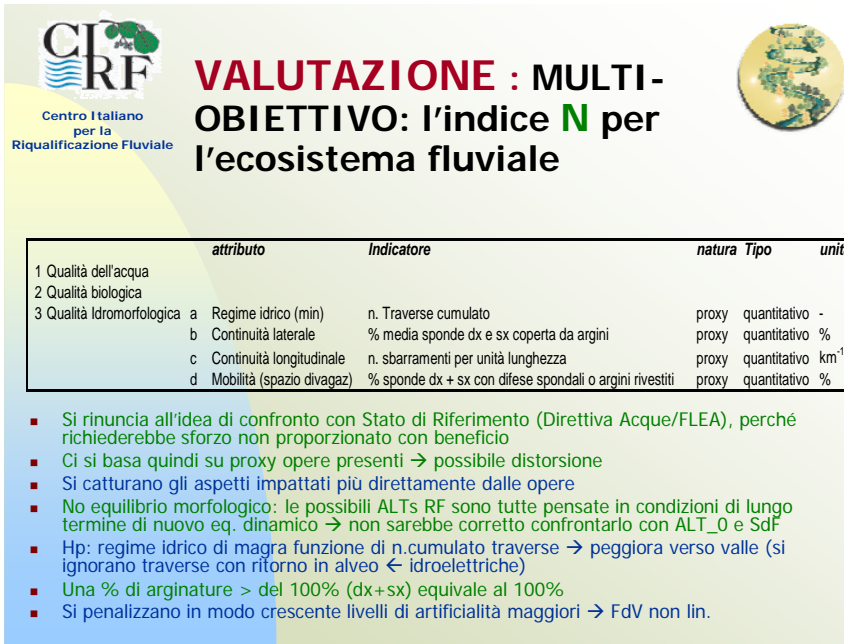 CIRF
Centro Italiano
per la
Riqualificazione Fluviale
VALUTAZIONE : MULTI-
OBIETTIVO: l'indice N per
l'ecosistema fluviale
attributo Indicatore natura Tipo unit
1 Qualità dell'acqua
2 Qualità biologica
3 Qualità Idromorfologica a Regime idrico (min) n. Traverse cumulato proxy quantitativo -
b Continuità laterale % media sponde dx e sx coperta da argini proxy quantitativo %
c Continuità longitudinale n. sbarramenti per unità lunghezza proxy quantitativo km-1
d Mobilità (spazio divagaz) % sponde dx + sx con difese spondali o argini rivestiti proxy quantitativo %
▪ Si rinuncia all'idea di confronto con Stato di Riferimento (Direttiva Acque/FLEA), perché
richiederebbe sforzo non proporzionato con beneficio
▪ Ci si basa quindi su proxy opere presenti → possibile distorsione
▪ Si catturano gli aspetti impattati più direttamente dalle opere
▪ No equilibrio morfologico: le possibili ALTs RF sono tutte pensate in condizioni di lungo
termine di nuovo eq. dinamico → non sarebbe corretto confrontarlo con ALT_0 e SdF
▪ Hp: regime idrico di magra funzione di n.cumulato traverse → peggiora verso valle (si
ignorano traverse con ritorno in alveo ← idroelettriche)
▪ Una % di arginature > del 100% (dx+sx) equivale al 100%
▪ Si penalizzano in modo crescente livelli di artificialità maggiori → FdV non lin.